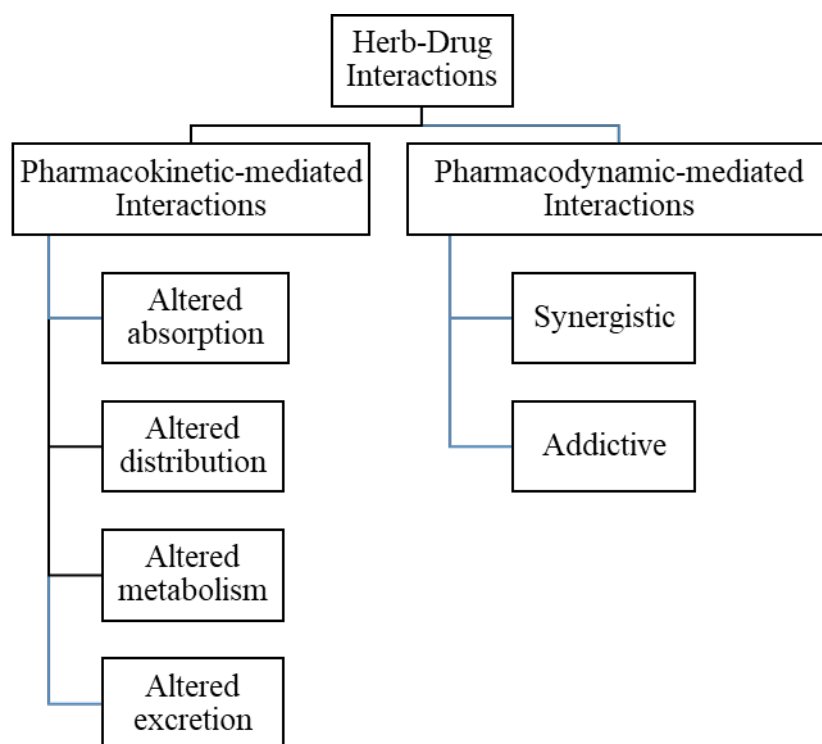 Herb-Drug
Interactions
Pharmacokinetic-mediated
Interactions
Pharmacodynamic-mediated
Interactions
Altered
absorption
Synergistic
Altered
distribution
Addictive
Altered
metabolism
Altered
excretion